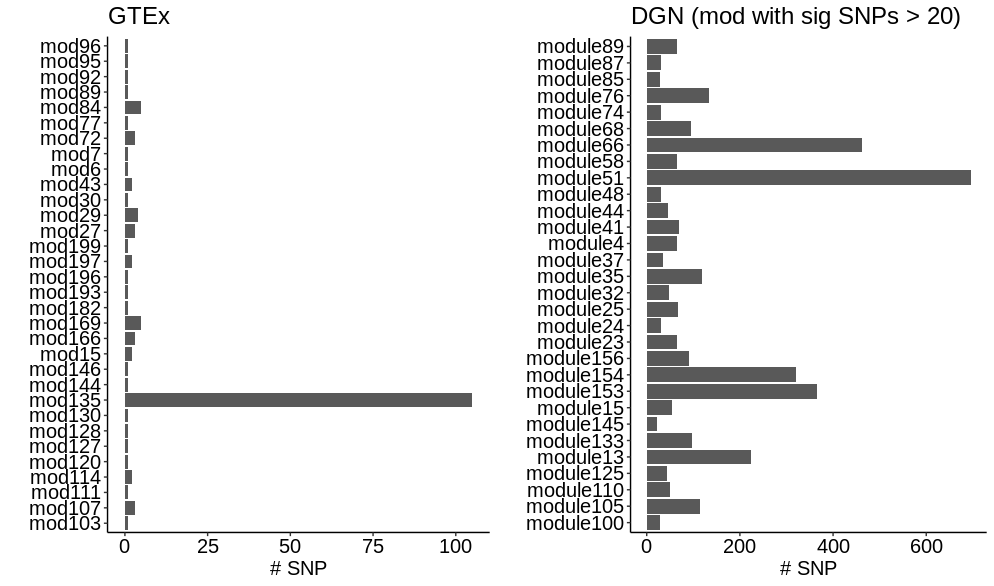 GTEx
mod96
mod95
mod92
mod89
mod84
mod77
mod72
mod7
mod6
mod43
mod30
mod29
mod27
mod199
mod197
mod196
mod193
mod182
mod169
mod166
mod15
mod146
mod144
mod135
mod130
mod128
mod127
mod120
mod114
mod111
mod107
mod103
0 25 50 75 100
# SNP
DGN (mod with sig SNPs > 20)
module89
module87
module85
module76
module74
module68
module66
module58
module51
module48
module44
module41
module4
module37
module35
module32
module25
module24
module23
module156
module154
module153
module15
module145
module133
module13
module125
module110
module105
module100
0 200 400 600
# SNP